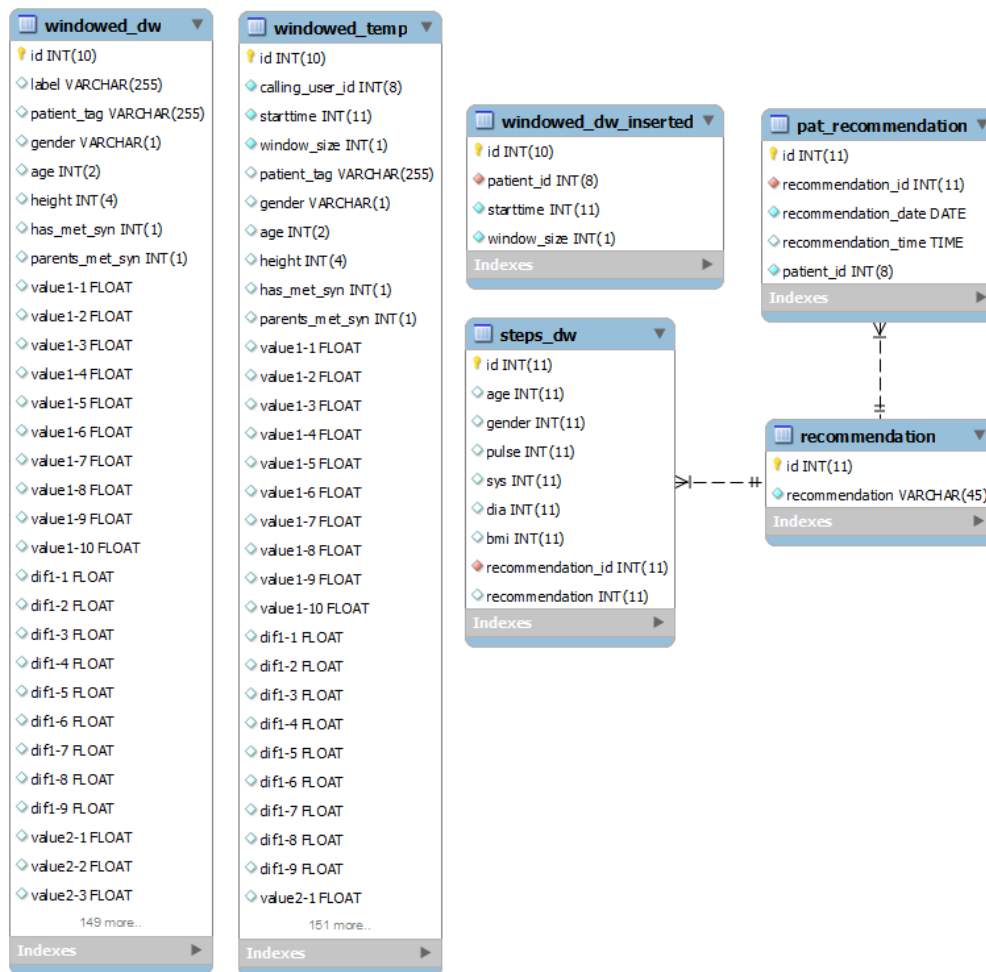 windowed_dw
id INT(10)
label VARCHAR(255)
patient_tag VARCHAR(255)
gender VARCHAR(1)
age INT(2)
height INT(4)
has_met_syn INT(1)
parents_met_syn INT(1)
value1-1 FLOAT
value1-2 FLOAT
value1-3 FLOAT
value1-4 FLOAT
value1-5 FLOAT
value1-6 FLOAT
value1-7 FLOAT
value1-8 FLOAT
value1-9 FLOAT
value1-10 FLOAT
dif1-1 FLOAT
dif1-2 FLOAT
dif1-3 FLOAT
dif1-4 FLOAT
dif1-5 FLOAT
dif1-6 FLOAT
dif1-7 FLOAT
dif1-8 FLOAT
dif1-9 FLOAT
value2-1 FLOAT
value2-2 FLOAT
value2-3 FLOAT
149 more..
Indexes
windowed_temp
id INT(10)
calling_user_id INT(8)
starttime INT(11)
window_size INT(1)
patient_tag VARCHAR(255)
gender VARCHAR(1)
age INT(2)
height INT(4)
has_met_syn INT(1)
parents_met_syn INT(1)
value1-1 FLOAT
value1-2 FLOAT
value1-3 FLOAT
value1-4 FLOAT
value1-5 FLOAT
value1-6 FLOAT
value1-7 FLOAT
value1-8 FLOAT
value1-9 FLOAT
value1-10 FLOAT
dif1-1 FLOAT
dif1-2 FLOAT
dif1-3 FLOAT
dif1-4 FLOAT
dif1-5 FLOAT
dif1-6 FLOAT
dif1-7 FLOAT
dif1-8 FLOAT
dif1-9 FLOAT
value2-1 FLOAT
151 more..
Indexes
windowed_dw_inserted
id INT(10)
patient_id INT(8)
starttime INT(11)
window_size INT(1)
Indexes
steps_dw
id INT(11)
age INT(11)
gender INT(11)
pulse INT(11)
sys INT(11)
dia INT(11)
bmi INT(11)
recommendation_id INT(11)
recommendation INT(11)
Indexes
pat_recommendation
id INT(11)
recommendation_id INT(11)
recommendation_date DATE
recommendation_time TIME
patient_id INT(8)
Indexes
recommendation
id INT(11)
recommendation VARCHAR(45)
Indexes